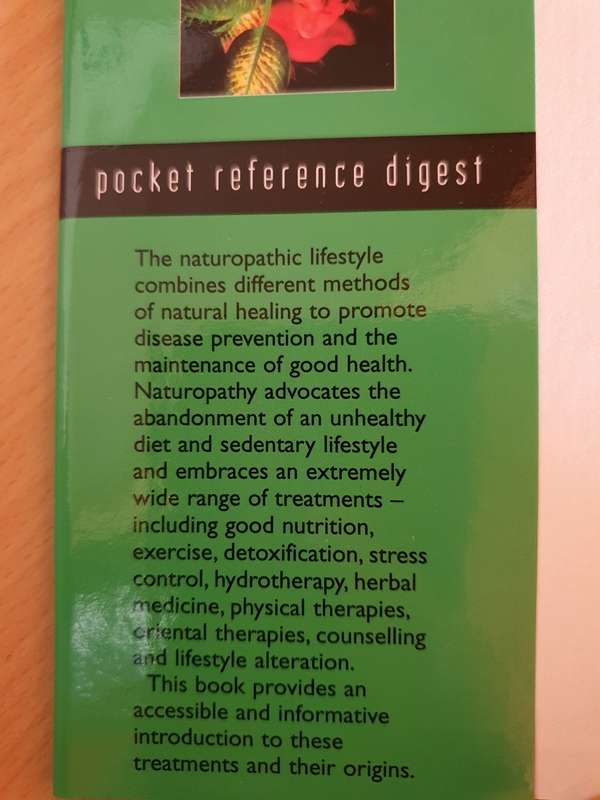 pocket reference digest
The naturopathic lifestyle
combines different methods
of natural healing to promote
disease prevention and the
maintenance of good health.
Naturopathy advocates the
abandonment of an unhealthy
diet and sedentary lifestyle
and embraces an extremely
wide range of treatments –
including good nutrition,
exercise, detoxification, stress
control, hydrotherapy, herbal
medicine, physical therapies,
oriental therapies, counselling
and lifestyle alteration.
This book provides an
accessible and informative
introduction to these
treatments and their origins.